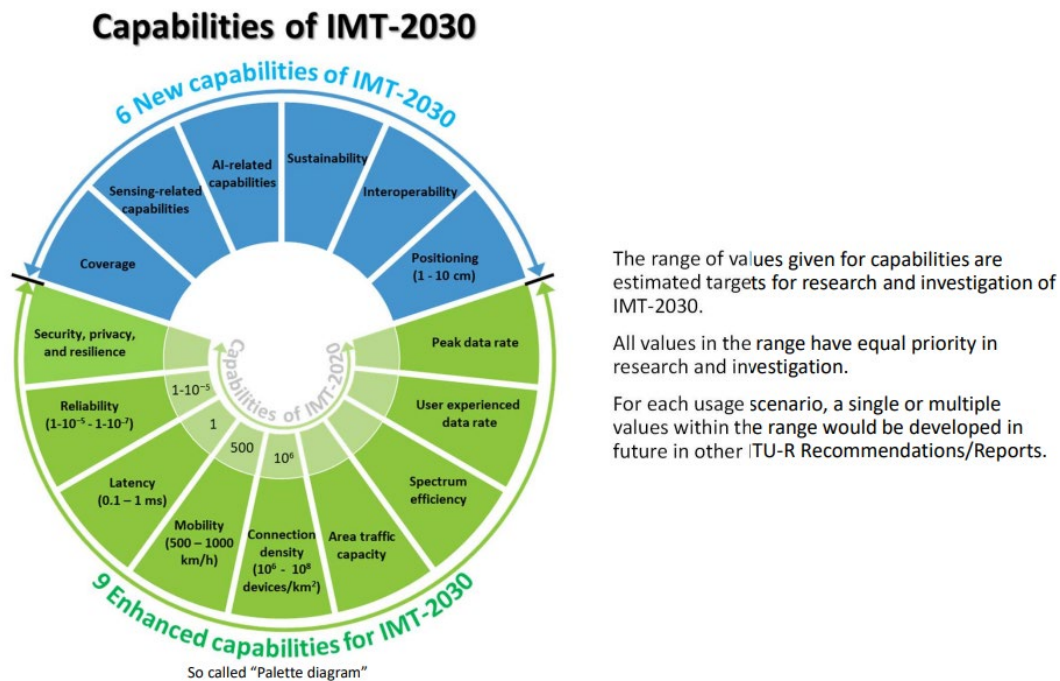 Capabilities of IMT-2030
6 New capabilities of IMT-2030
Coverage
Sensing-related
capabilities
AI-related
capabilities
Sustainability
Interoperability
Positioning
(1 - 10 cm)
Security, privacy,
and resilience
Reliability
(1-10⁻⁵ - 1-10⁻⁷)
Latency
(0.1 – 1 ms)
Mobility
(500 – 1000
km/h)
Connection
density
(10⁶ - 10⁸
devices/km²)
Area traffic
capacity
Spectrum
efficiency
User experienced
data rate
Peak data rate
Capabilities of IMT-2020
1-10⁻⁵
1
500
10⁶
9 Enhanced capabilities for IMT-2030
So called “Palette diagram”
The range of values given for capabilities are
estimated targets for research and investigation of
IMT-2030.
All values in the range have equal priority in
research and investigation.
For each usage scenario, a single or multiple
values within the range would be developed in
future in other ITU-R Recommendations/Reports.